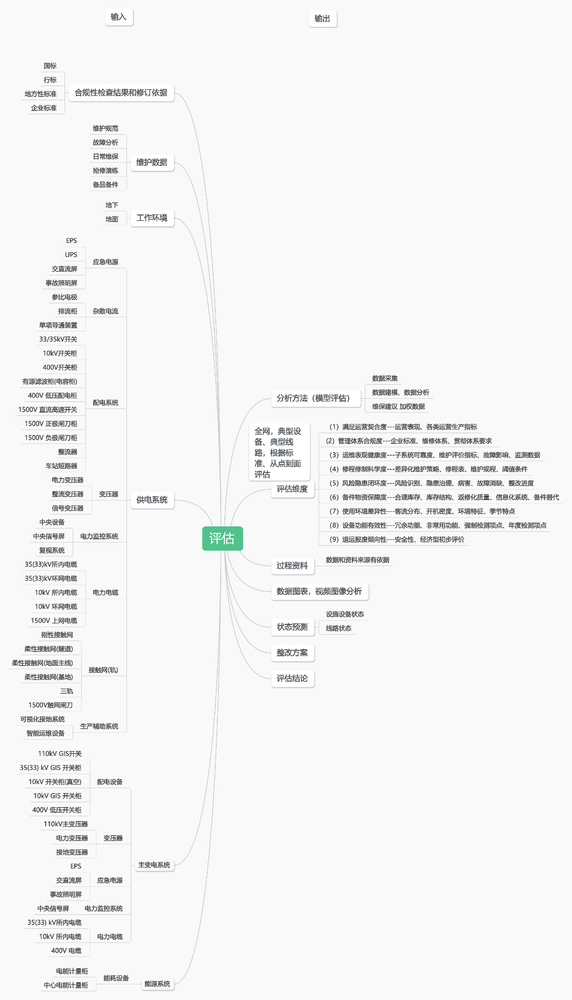 输入
输出
国标
行标
地方性标准
企业标准
合规性检查结果和修订依据
维护规范
故障分析
日常维保
抢修演练
备品备件
维护数据
地下
地面
工作环境
EPS
UPS
交直流屏
事故照明屏
应急电源
参比电极
排流柜
单项导通装置
杂散电流
33/35kV开关
10kV开关柜
400V开关柜
有源滤波柜(电容柜)
400V 低压配电柜
1500V 直流高速开关
1500V 正极闸刀柜
1500V 负极闸刀柜
整流器
车站短路器
配电系统
电力变压器
整流变压器
信号变压器
变压器
供电系统
中央设备
中央信号屏
复视系统
电力监控系统
35(33)kV所内电缆
35(33)kV环网电缆
10kV 所内电缆
10kV 环网电缆
1500V 上网电缆
电力电缆
刚性接触网
柔性接触网(隧道)
柔性接触网(地面主线)
柔性接触网(基地)
三轨
1500V触网闸刀
接触网(轨)
可视化接地系统
智能运维设备
生产辅助系统
110kV GIS开关
35(33) kV GIS 开关柜
10kV 开关柜(真空)
10kV GIS 开关柜
400V 低压开关柜
配电设备
110kV主变压器
电力变压器
接地变压器
变压器
主变电系统
EPS
交直流屏
事故照明屏
应急电源
中央信号屏
电力监控系统
35(33) kV所内电缆
10kV 所内电缆
400V 电缆
电力电缆
电能计量柜
中心电能计量柜
能耗设备
能源系统
评估
分析方法（模型评估）
数据采集
数据建模、数据分析
维保建议 加权数据
全网，典型设
备、典型线
路，根据标
准、从点到面
评估
评估维度
（1）满足运营契合度---运营表现、各类运营生产指标
(2）管理体系合规度---企业标准、维修体系、贯彻体系要求
（3）运维表现健康度---子系统可靠度、维护评价指标、故障影响、监测数据
（4）修程修制科学度---差异化维护策略、修程表、维护规程、阈值条件
（5）风险隐患闭环度---风险识别、隐患治理、病害、故障消缺、整改进度
（6）备件物资保障度---合理库存、库存结构、返修化质量、信息化系统、备件替代
（7）使用环境差异性---客流分布、开机密度、环境特征、季节特点
（8）设备功能有效性---冗余功能、非常用功能、强制检测项点、年度检测项点
（9）退运报废倾向性---安全性、经济型初步评价
过程资料
数据和资料来源有依据
数据图表，视频图像分析
状态预测
设施设备状态
线路状态
整改方案
评估结论